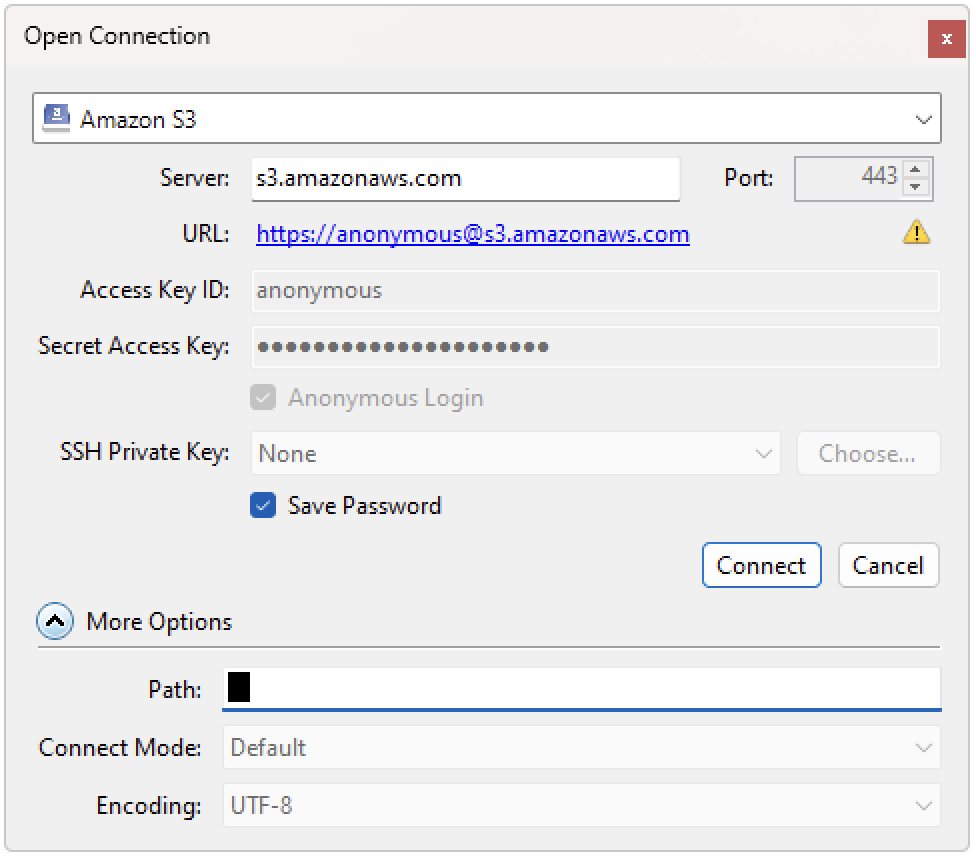 Open Connection
x
a Amazon S3
Server: s3.amazonaws.com Port: 443
URL: https://anonymous@s3.amazonaws.com
Access Key ID: anonymous
Secret Access Key: ●●●●●●●●●●●●●●●●●●●●●
Anonymous Login
SSH Private Key: None Choose...
Save Password
Connect Cancel
More Options
Path:
Connect Mode: Default
Encoding: UTF-8